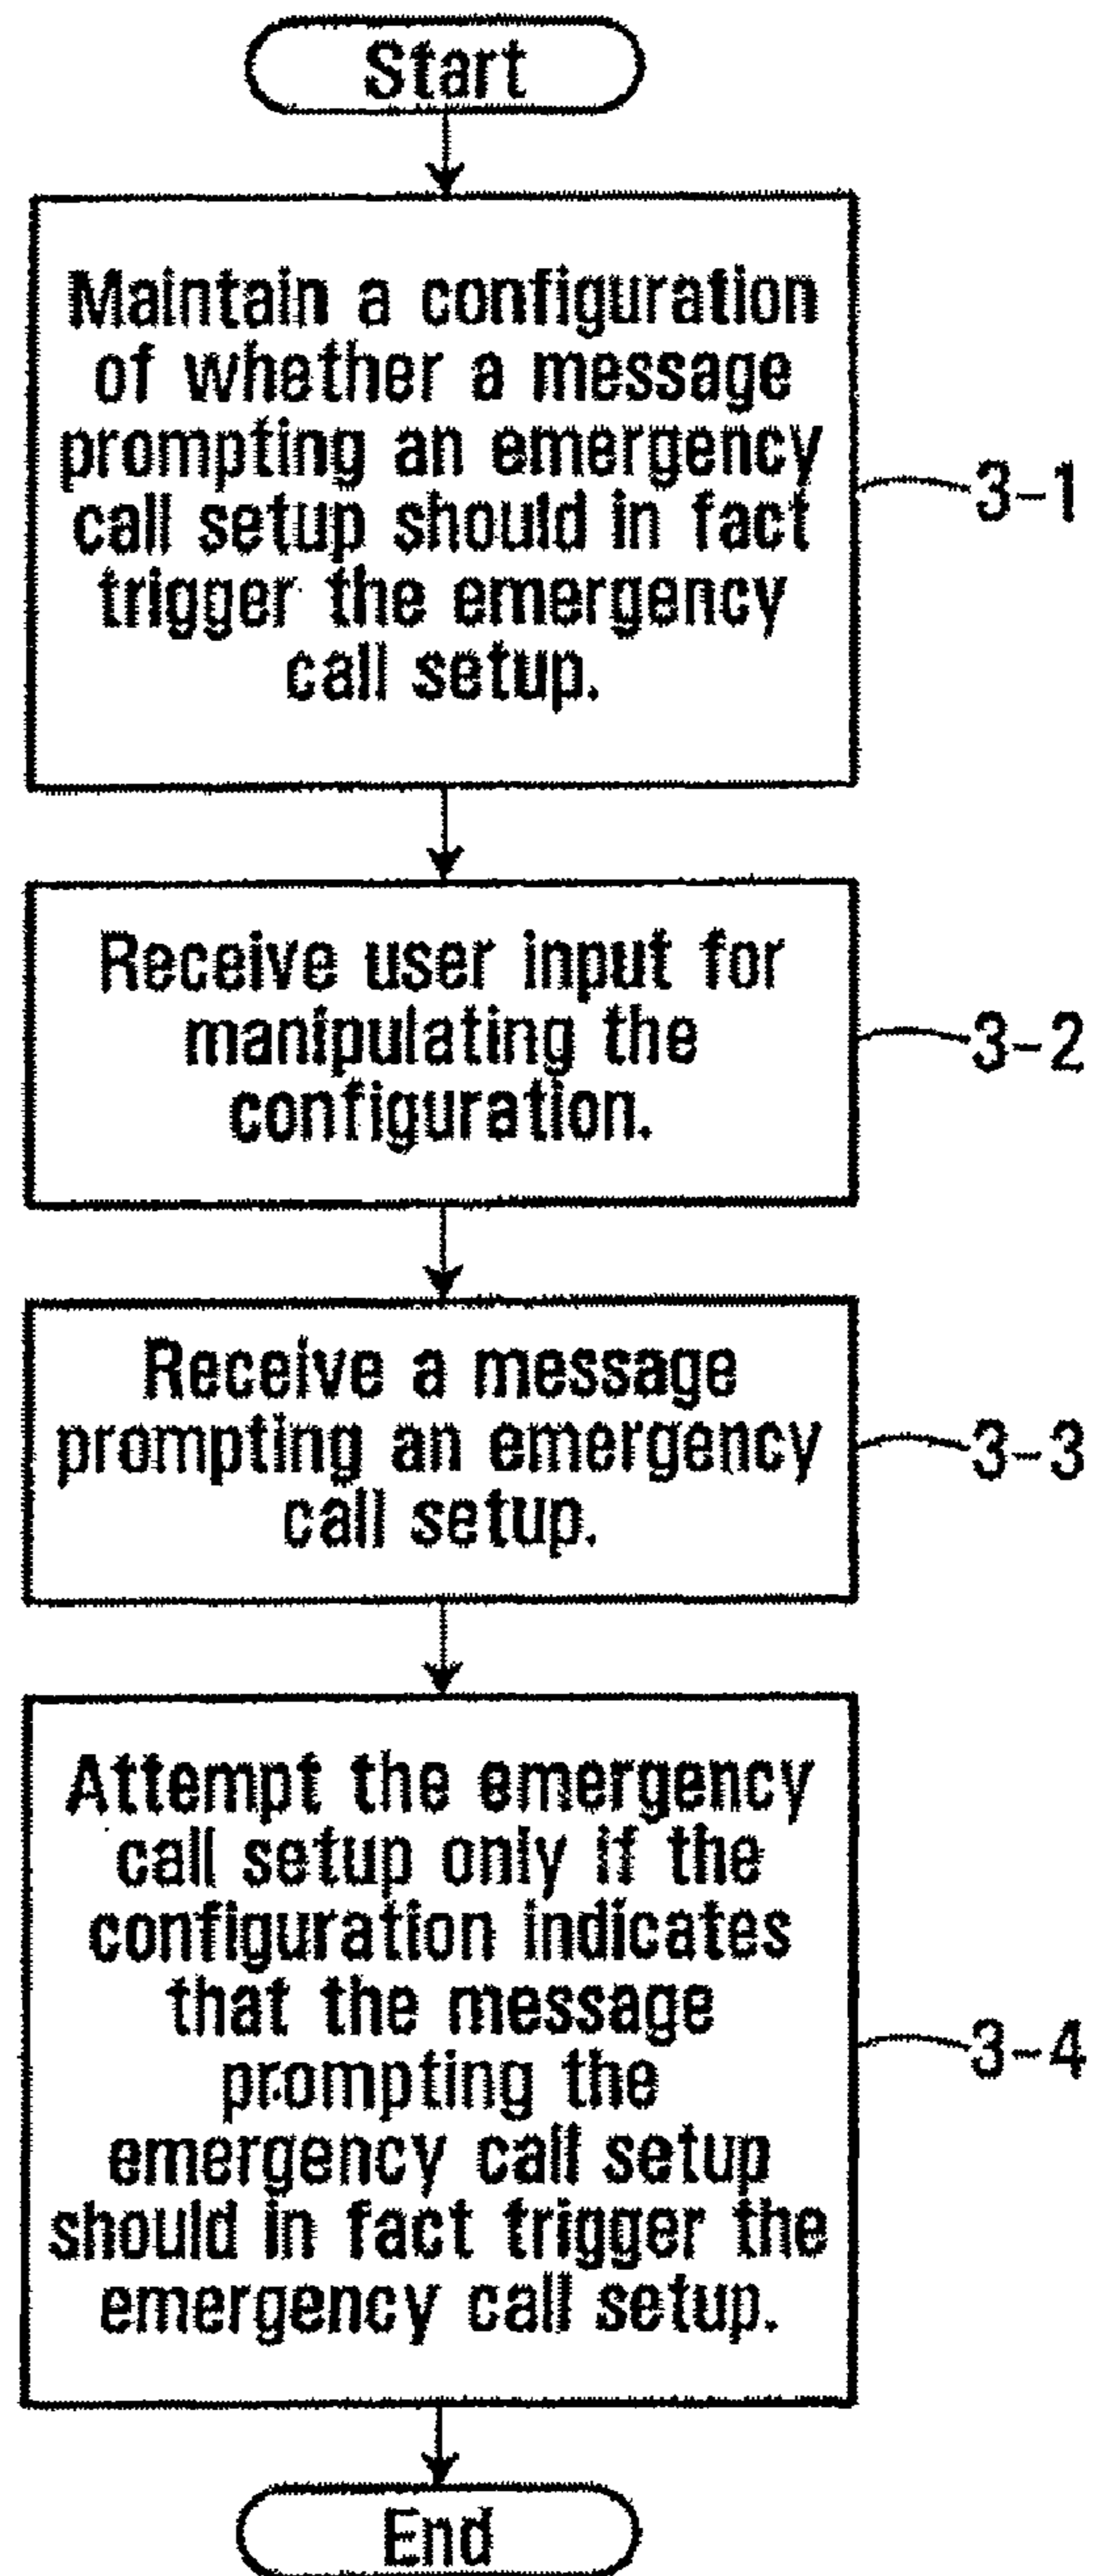 Start
Maintain a configuration
of whether a message
prompting an emergency
call setup should in fact
trigger the emergency
call setup.
3-1
Receive user input for
manipulating the
configuration.
3-2
Receive a message
prompting an emergency
call setup.
3-3
Attempt the emergency
call setup only if the
configuration indicates
that the message
prompting the
emergency call setup
should in fact trigger the
emergency call setup.
3-4
End